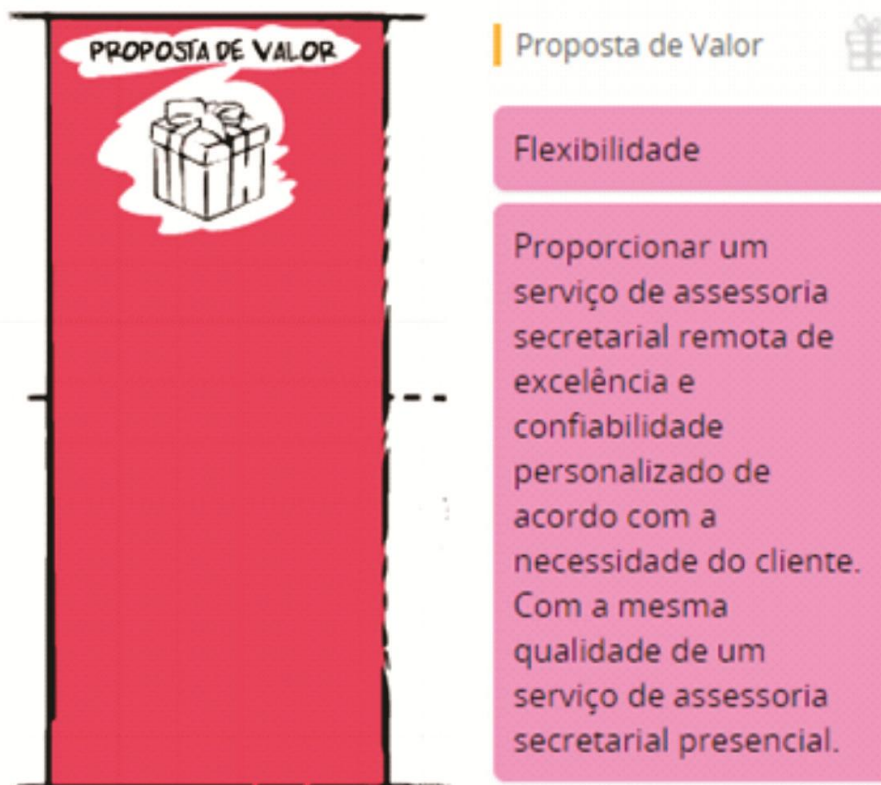 PROPOSTA DE VALOR
Proposta de Valor
Flexibilidade
Proporcionar um
serviço de assessoria
secretarial remota de
excelência e
confiabilidade
personalizado de
acordo com a
necessidade do cliente.
Com a mesma
qualidade de um
serviço de assessoria
secretarial presencial.